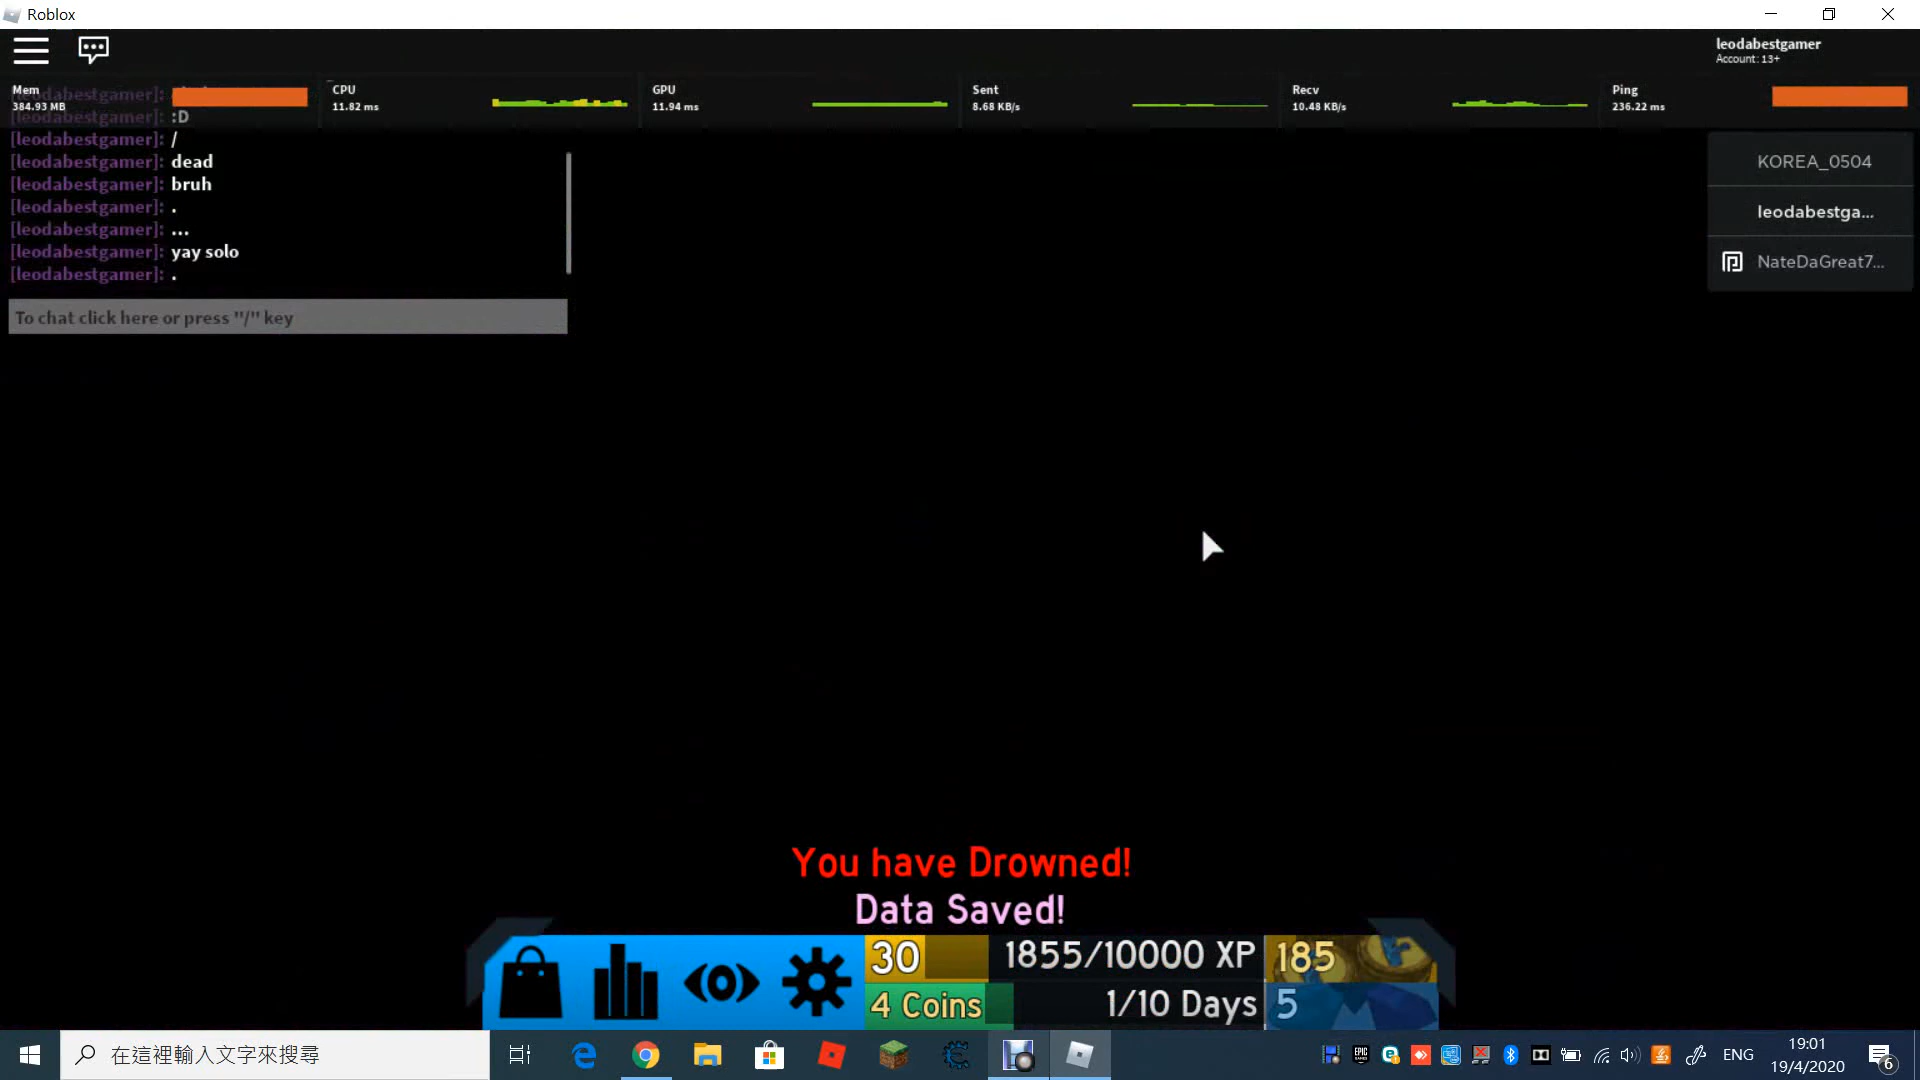 Roblox
leodabestgamer
Account: 13+
Mem
384.93 MB
CPU
11.82 ms
GPU
11.94 ms
Sent
8.68 KB/s
Recv
10.48 KB/s
Ping
236.22 ms
[leodabestgamer]:
[leodabestgamer]: :D
[leodabestgamer]: /
[leodabestgamer]: dead
[leodabestgamer]: bruh
[leodabestgamer]: .
[leodabestgamer]: ...
[leodabestgamer]: yay solo
[leodabestgamer]: .
To chat click here or press "/" key
KOREA_0504
leodabestga...
NateDaGreat7...
You have Drowned!
Data Saved!
30
1855/10000 XP
185
4 Coins
1/10 Days
5
在這裡輸入文字來搜尋
EPIC
ENG
19:01
19/4/2020
6